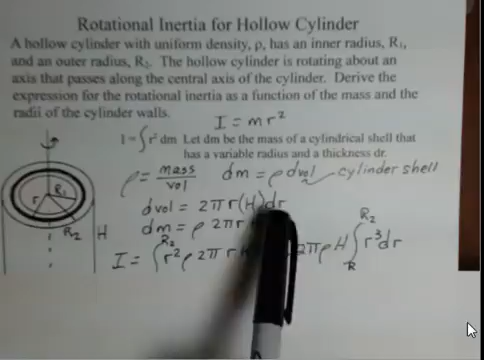 Rotational Inertia for Hollow Cylinder
A hollow cylinder with uniform density, ρ, has an inner radius, R₁,
and an outer radius, R₂. The hollow cylinder is rotating about an
axis that passes along the central axis of the cylinder. Derive the
expression for the rotational inertia as a function of the mass and the
radii of the cylinder walls.
I = mr²
I = ∫r² dm Let dm be the mass of a cylindrical shell that
has a variable radius and a thickness dr.
ρ = mass/vol dm = ρ dvol cylinder shell
dvol = 2πr(H)dr
dm = ρ 2πr
I = ∫ R₂ r²ρ 2πr 2πρH ∫ R₂ R r³dr
r R₁
R₂ H